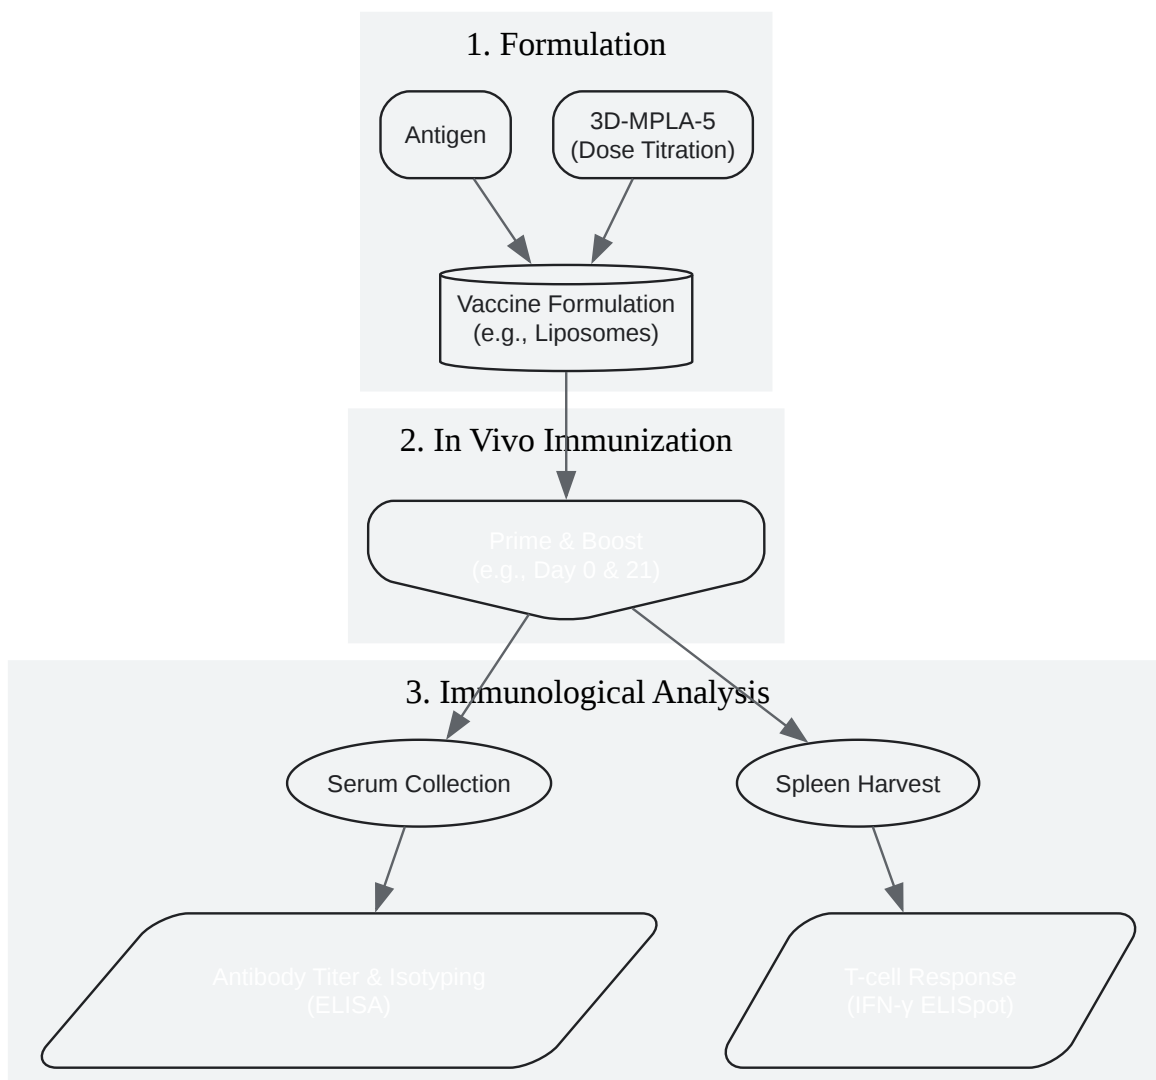 1. Formulation
Antigen
3D-MPLA-5
(Dose Titration)
Vaccine Formulation
(e.g., Liposomes)
2. In Vivo Immunization
Prime & Boost
(e.g., Day 0 & 21)
3. Immunological Analysis
Serum Collection
Spleen Harvest
Antibody Titer & Isotyping
(ELISA)
T-cell Response
(IFN-γ ELISpot)